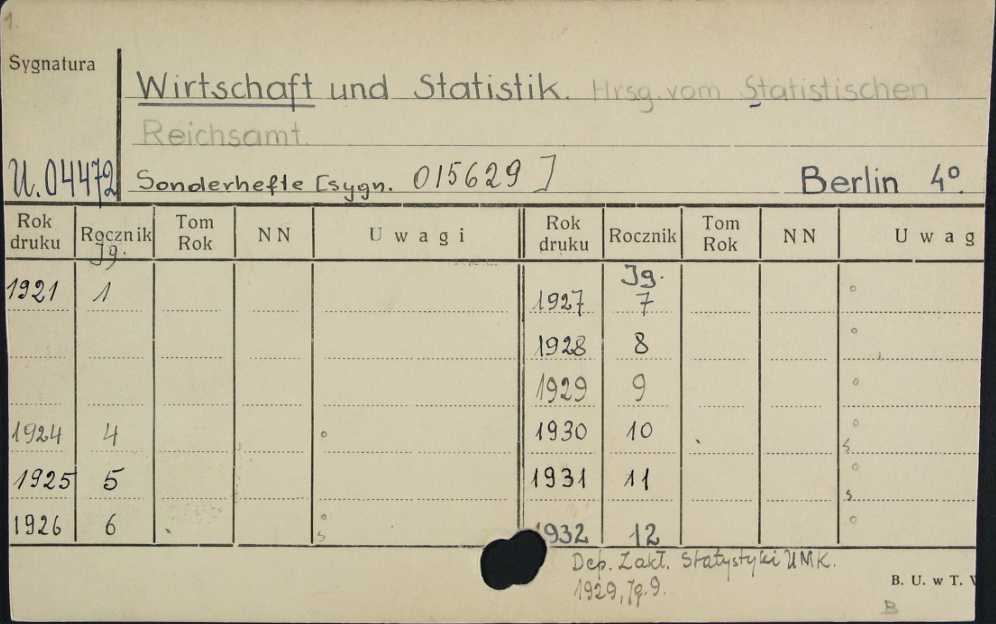 1.
Sygnatura
Wirtschaft und Statistik. Hrsg. vom Statistischen
Reichsamt.
U.04472 Sonderhefte [sygn. 015629] Berlin 4°.
Rok druku Rocznik Tom Rok NN Uwagi Rok druku Rocznik Tom Rok NN Uwag
Jg. Jg.
1921 1 1927 7 °
1928 8 °
1929 9 °
1924 4 ° 1930 10 °
s
1925 5 1931 11 °
s
1926 6 ° 1932 12 °
s
Dep. Zakł. Statystyki UMK.
1929, Jg. 9.
B. U. w T.
B